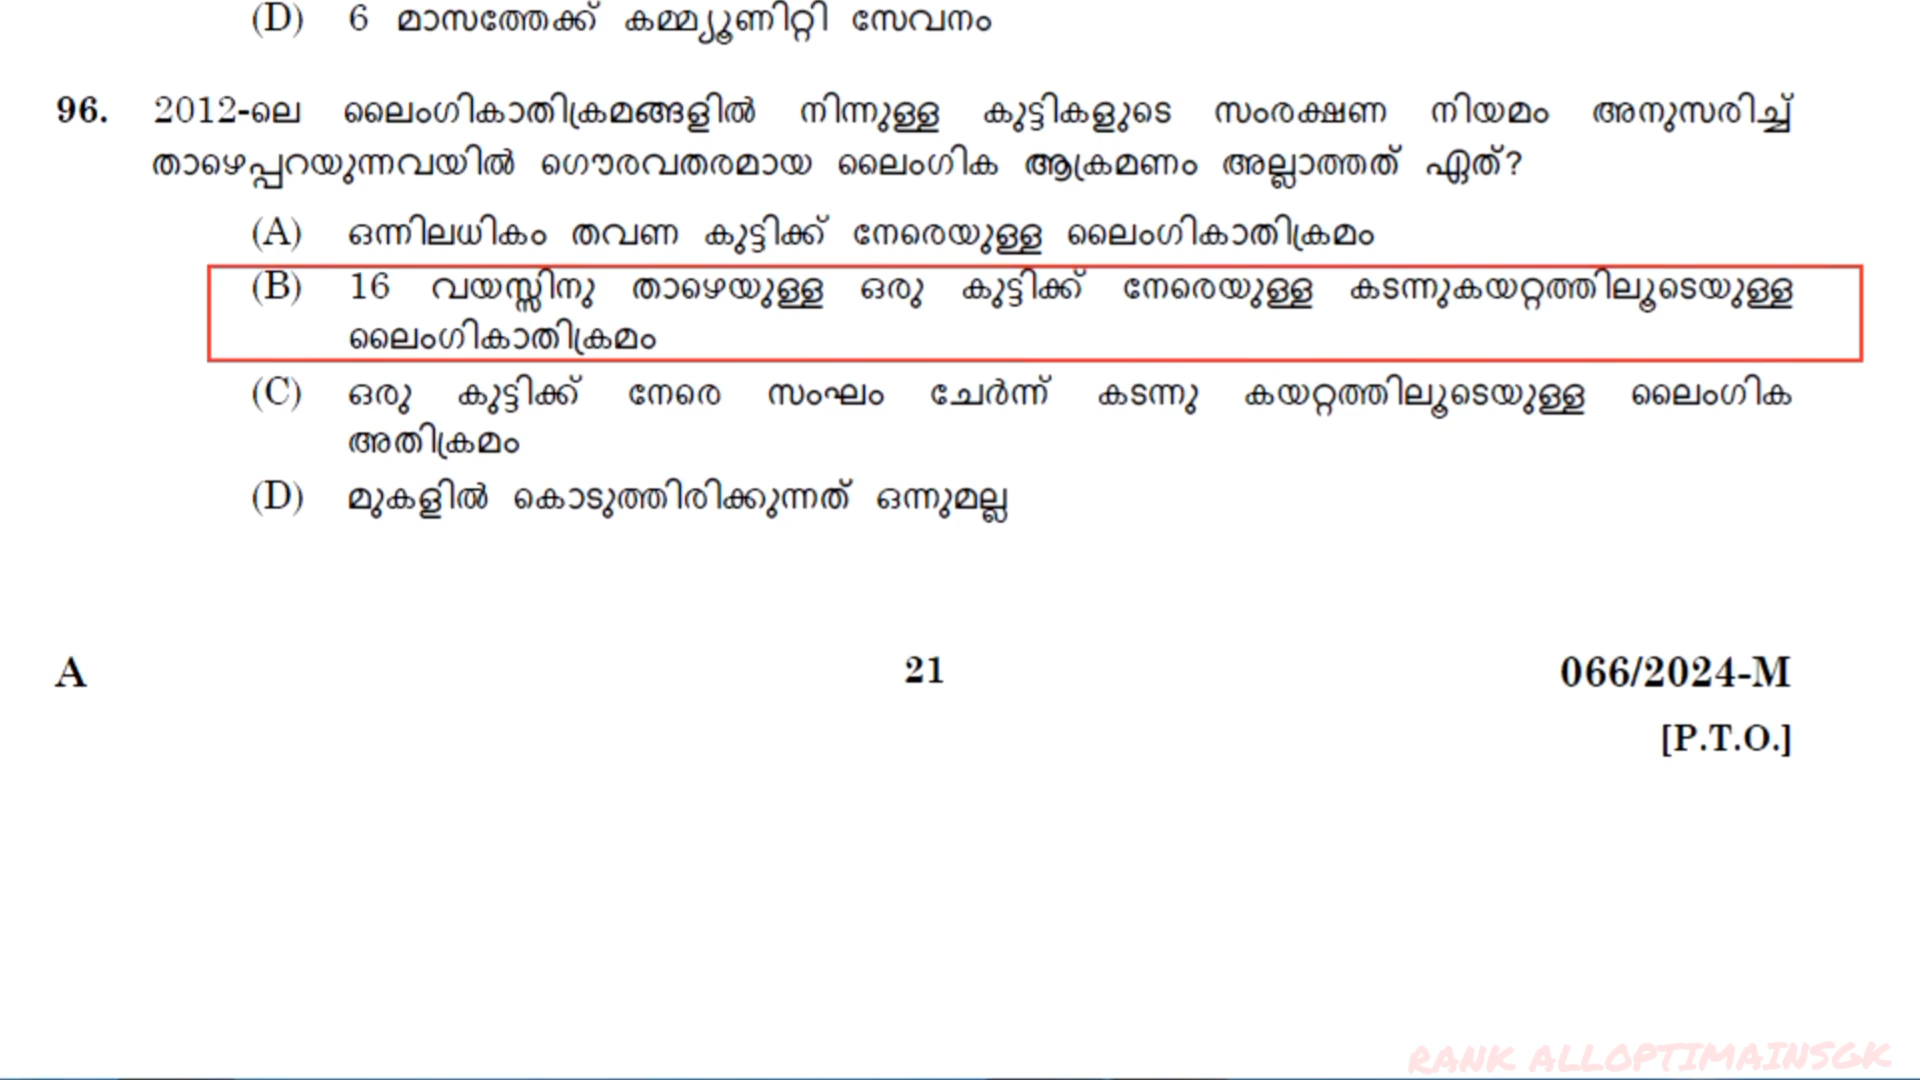 (D) 6 മാസത്തേക്ക് കമ്മ്യൂണിറ്റി സേവനം
96. 2012-ലെ ലൈംഗികാതിക്രമങ്ങളിൽ നിന്നുള്ള കുട്ടികളുടെ സംരക്ഷണ നിയമം അനുസരിച്ച്
താഴെപ്പറയുന്നവയിൽ ഗൌരവതരമായ ലൈംഗിക ആക്രമണം അല്ലാത്തത് ഏത്?
(A) ഒന്നിലധികം തവണ കുട്ടിക്ക് നേരെയുള്ള ലൈംഗികാതിക്രമം
(B) 16 വയസ്സിനു താഴെയുള്ള ഒരു കുട്ടിക്ക് നേരെയുള്ള കടന്നുകയറ്റത്തിലൂടെയുള്ള
ലൈംഗികാതിക്രമം
(C) ഒരു കുട്ടിക്ക് നേരെ സംഘം ചേർന്ന് കടന്നു കയറ്റത്തിലൂടെയുള്ള ലൈംഗിക
അതിക്രമം
(D) മുകളിൽ കൊടുത്തിരിക്കുന്നത് ഒന്നുമല്ല
A 21 066/2024-M
[P.T.O.]
RANK ALLOPTIMAINSGK